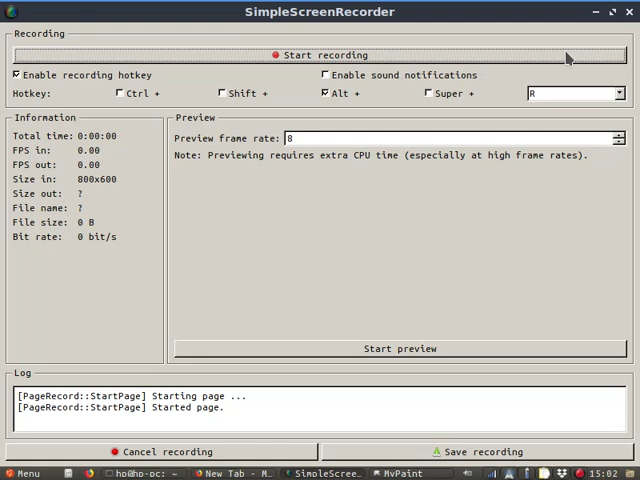 SimpleScreenRecorder
Recording
Start recording
Enable recording hotkey
Enable sound notifications
Hotkey:
Ctrl +
Shift +
Alt +
Super +
R
Information
Total time: 0:00:00
FPS in: 0.00
FPS out: 0.00
Size in: 800x600
Size out: ?
File name: ?
File size: 0 B
Bit rate: 0 bit/s
Preview
Preview frame rate: 8
Note: Previewing requires extra CPU time (especially at high frame rates).
Start preview
Log
[PageRecord::StartPage] Starting page ...
[PageRecord::StartPage] Started page.
Cancel recording
Save recording
Menu
hp@hp-pc: ~
New Tab - M...
SimpleScree...
MyPaint
15:02